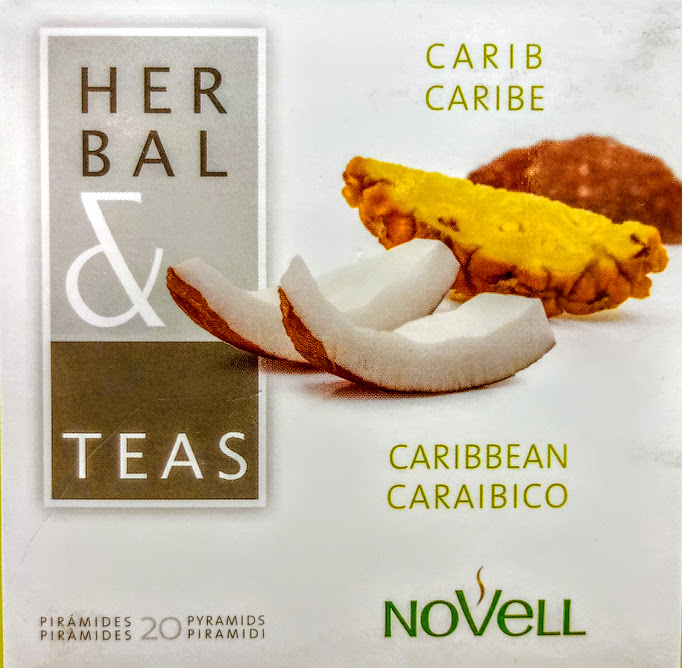 HER
BAL
&
TEAS
CARIB
CARIBE
CARIBBEAN
CARAIBICO
PIRÁMIDES 20 PYRAMIDS
PIRÀMIDES PIRAMIDI
NOVELL